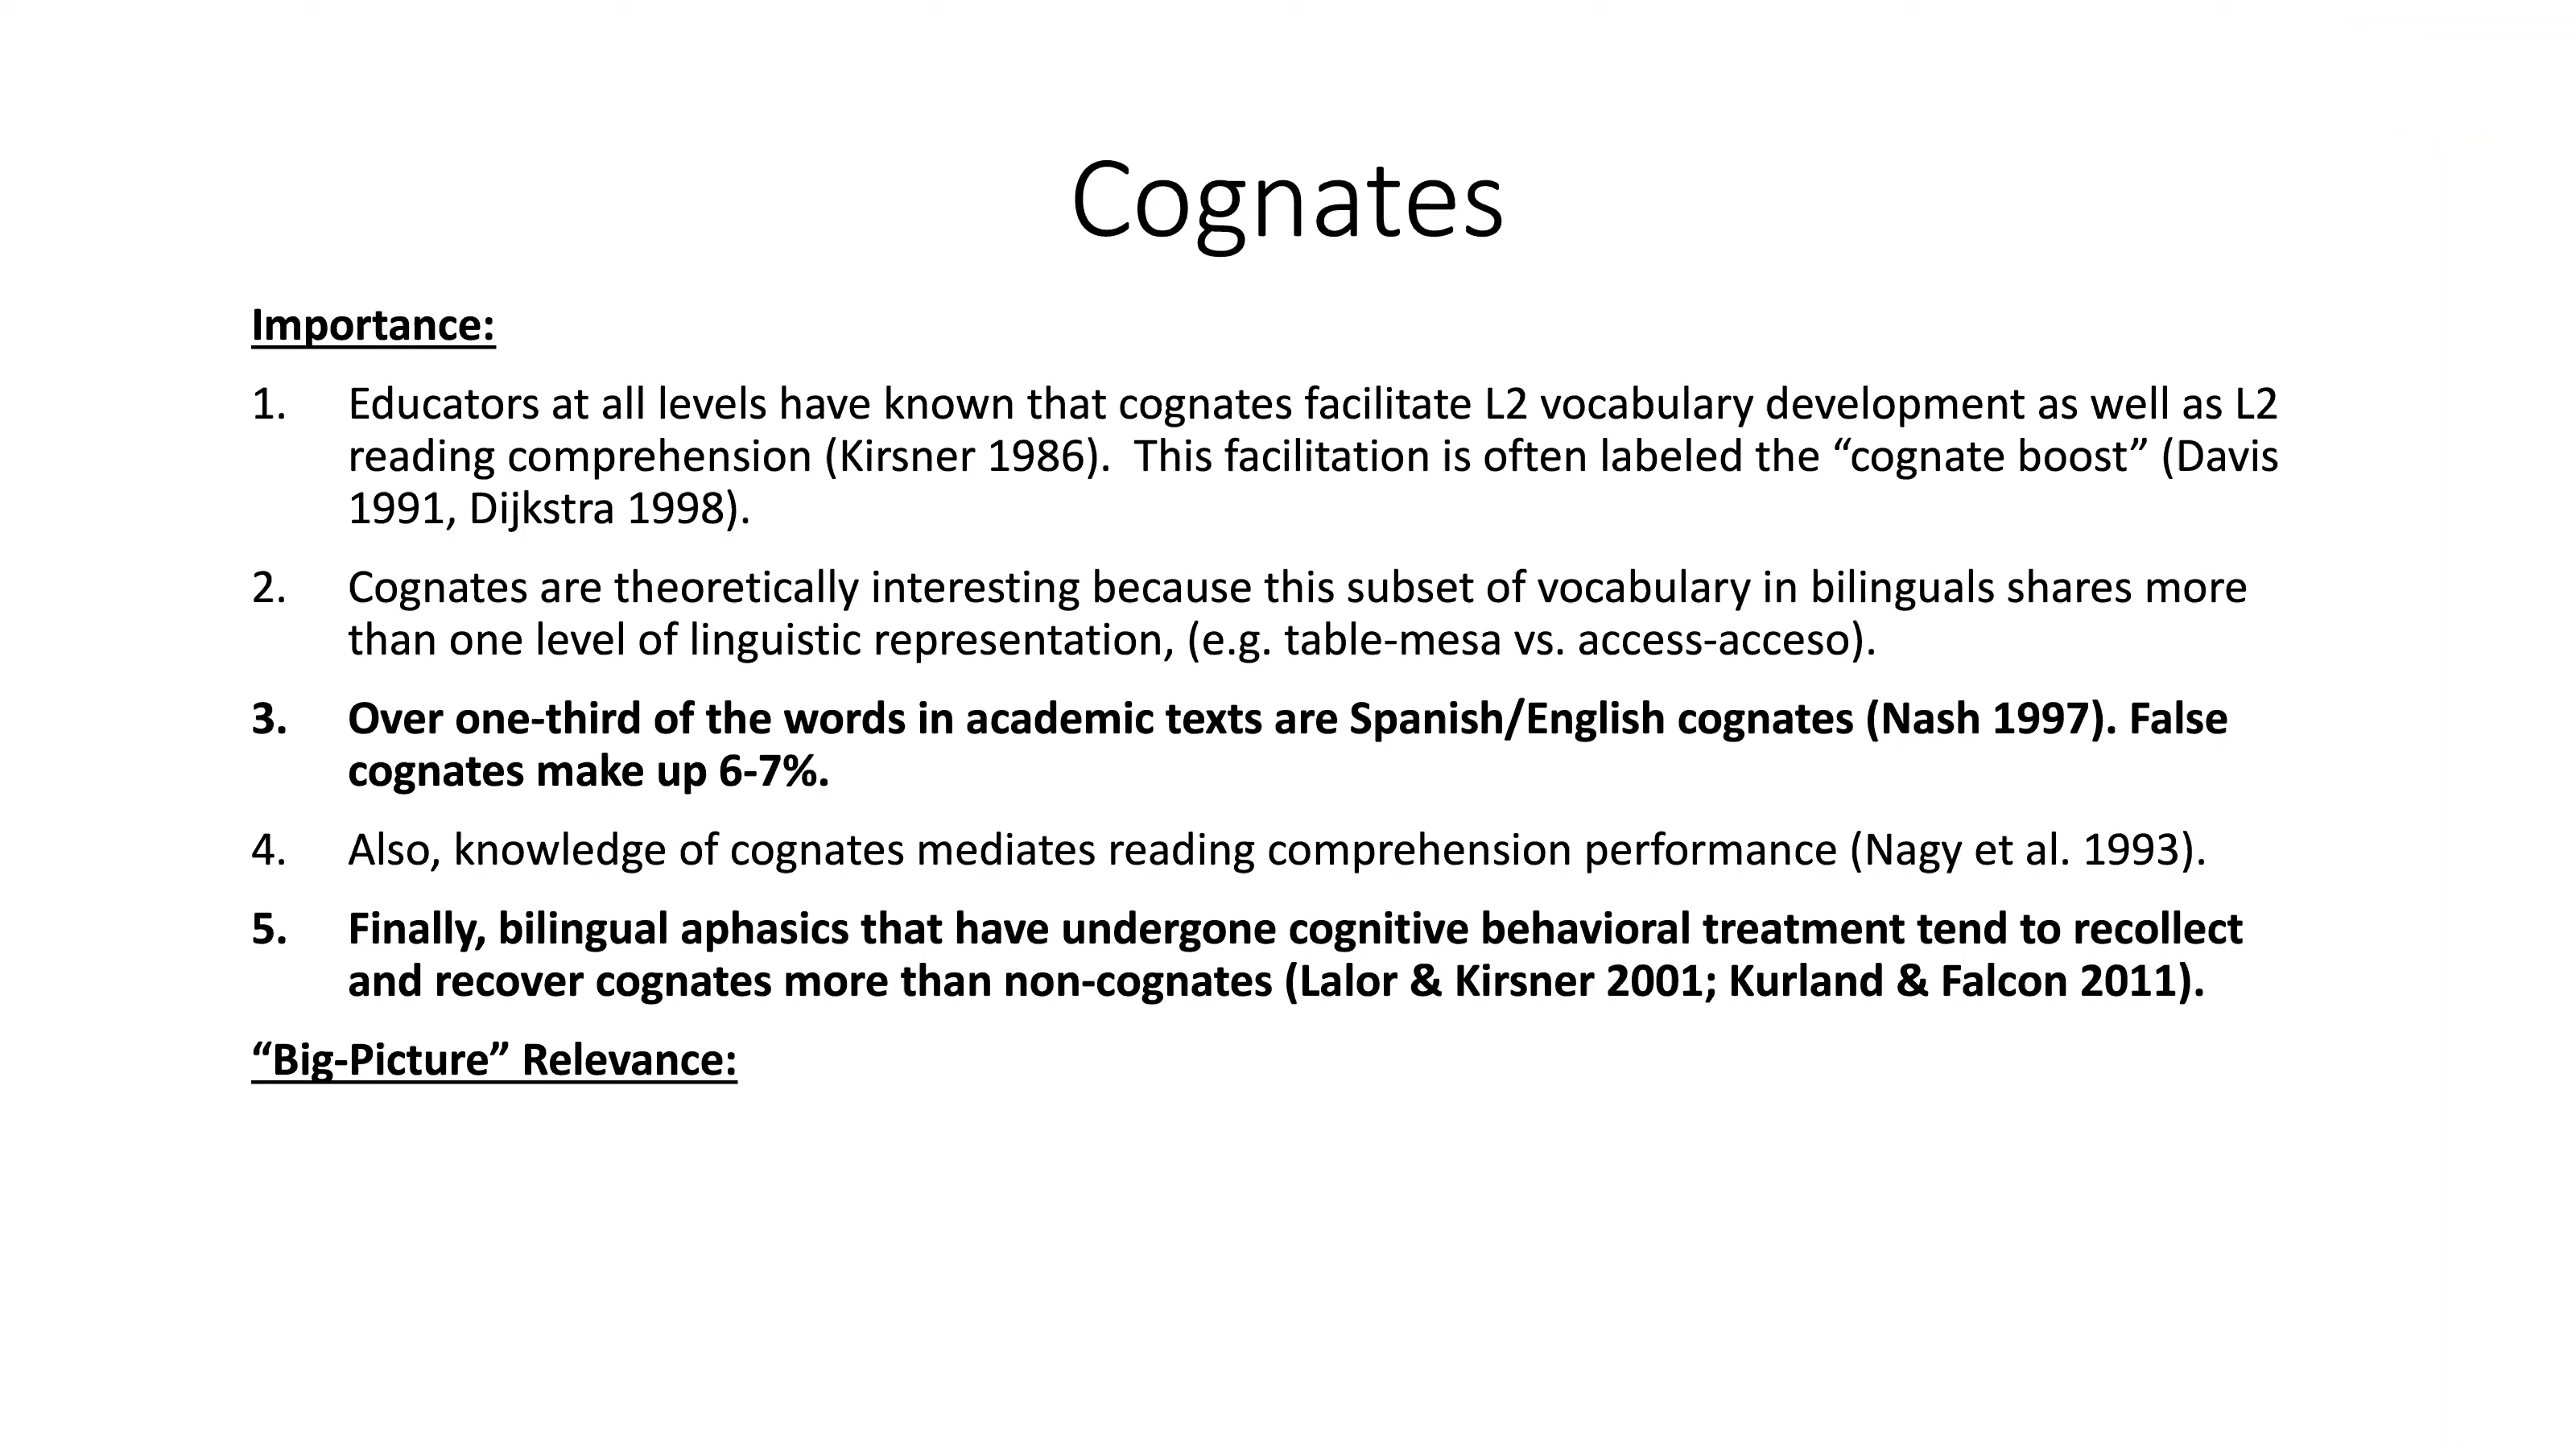 Cognates
Importance:
1. Educators at all levels have known that cognates facilitate L2 vocabulary development as well as L2
reading comprehension (Kirsner 1986).  This facilitation is often labeled the “cognate boost” (Davis
1991, Dijkstra 1998).
2. Cognates are theoretically interesting because this subset of vocabulary in bilinguals shares more
than one level of linguistic representation, (e.g. table-mesa vs. access-acceso).
3. Over one-third of the words in academic texts are Spanish/English cognates (Nash 1997). False
cognates make up 6-7%.
4. Also, knowledge of cognates mediates reading comprehension performance (Nagy et al. 1993).
5. Finally, bilingual aphasics that have undergone cognitive behavioral treatment tend to recollect
and recover cognates more than non-cognates (Lalor & Kirsner 2001; Kurland & Falcon 2011).
“Big-Picture” Relevance: